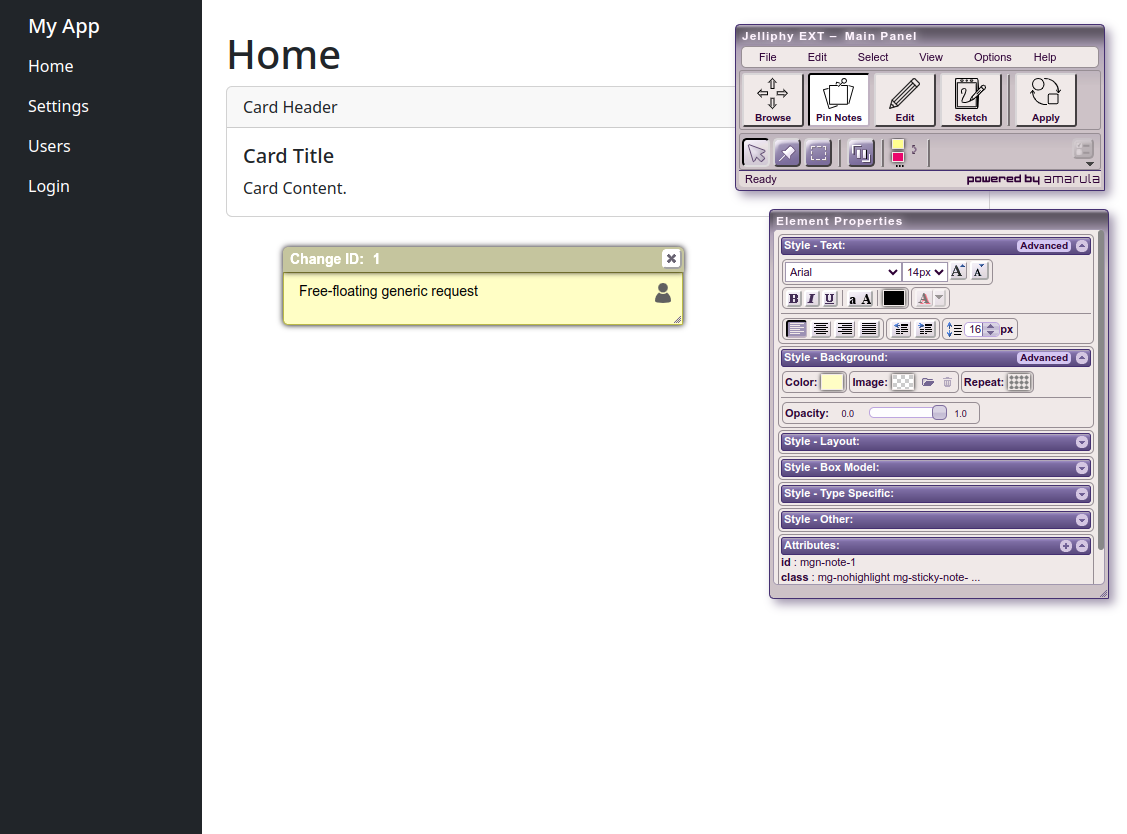 My App
Home
Settings
Users
Login
Home
Card Header
Card Title
Card Content.
Change ID: 1
Free-floating generic request
Jelliphy EXT – Main Panel
File Edit Select View Options Help
Browse Pin Notes Edit Sketch Apply
Ready powered by amarula
Element Properties
Style - Text: Advanced
Arial 14px A A
B I U a A A
16 px
Style - Background: Advanced
Color: Image: Repeat:
Opacity: 0.0 1.0
Style - Layout:
Style - Box Model:
Style - Type Specific:
Style - Other:
Attributes:
id : mgn-note-1
class : mg-nohighlight mg-sticky-note- ...